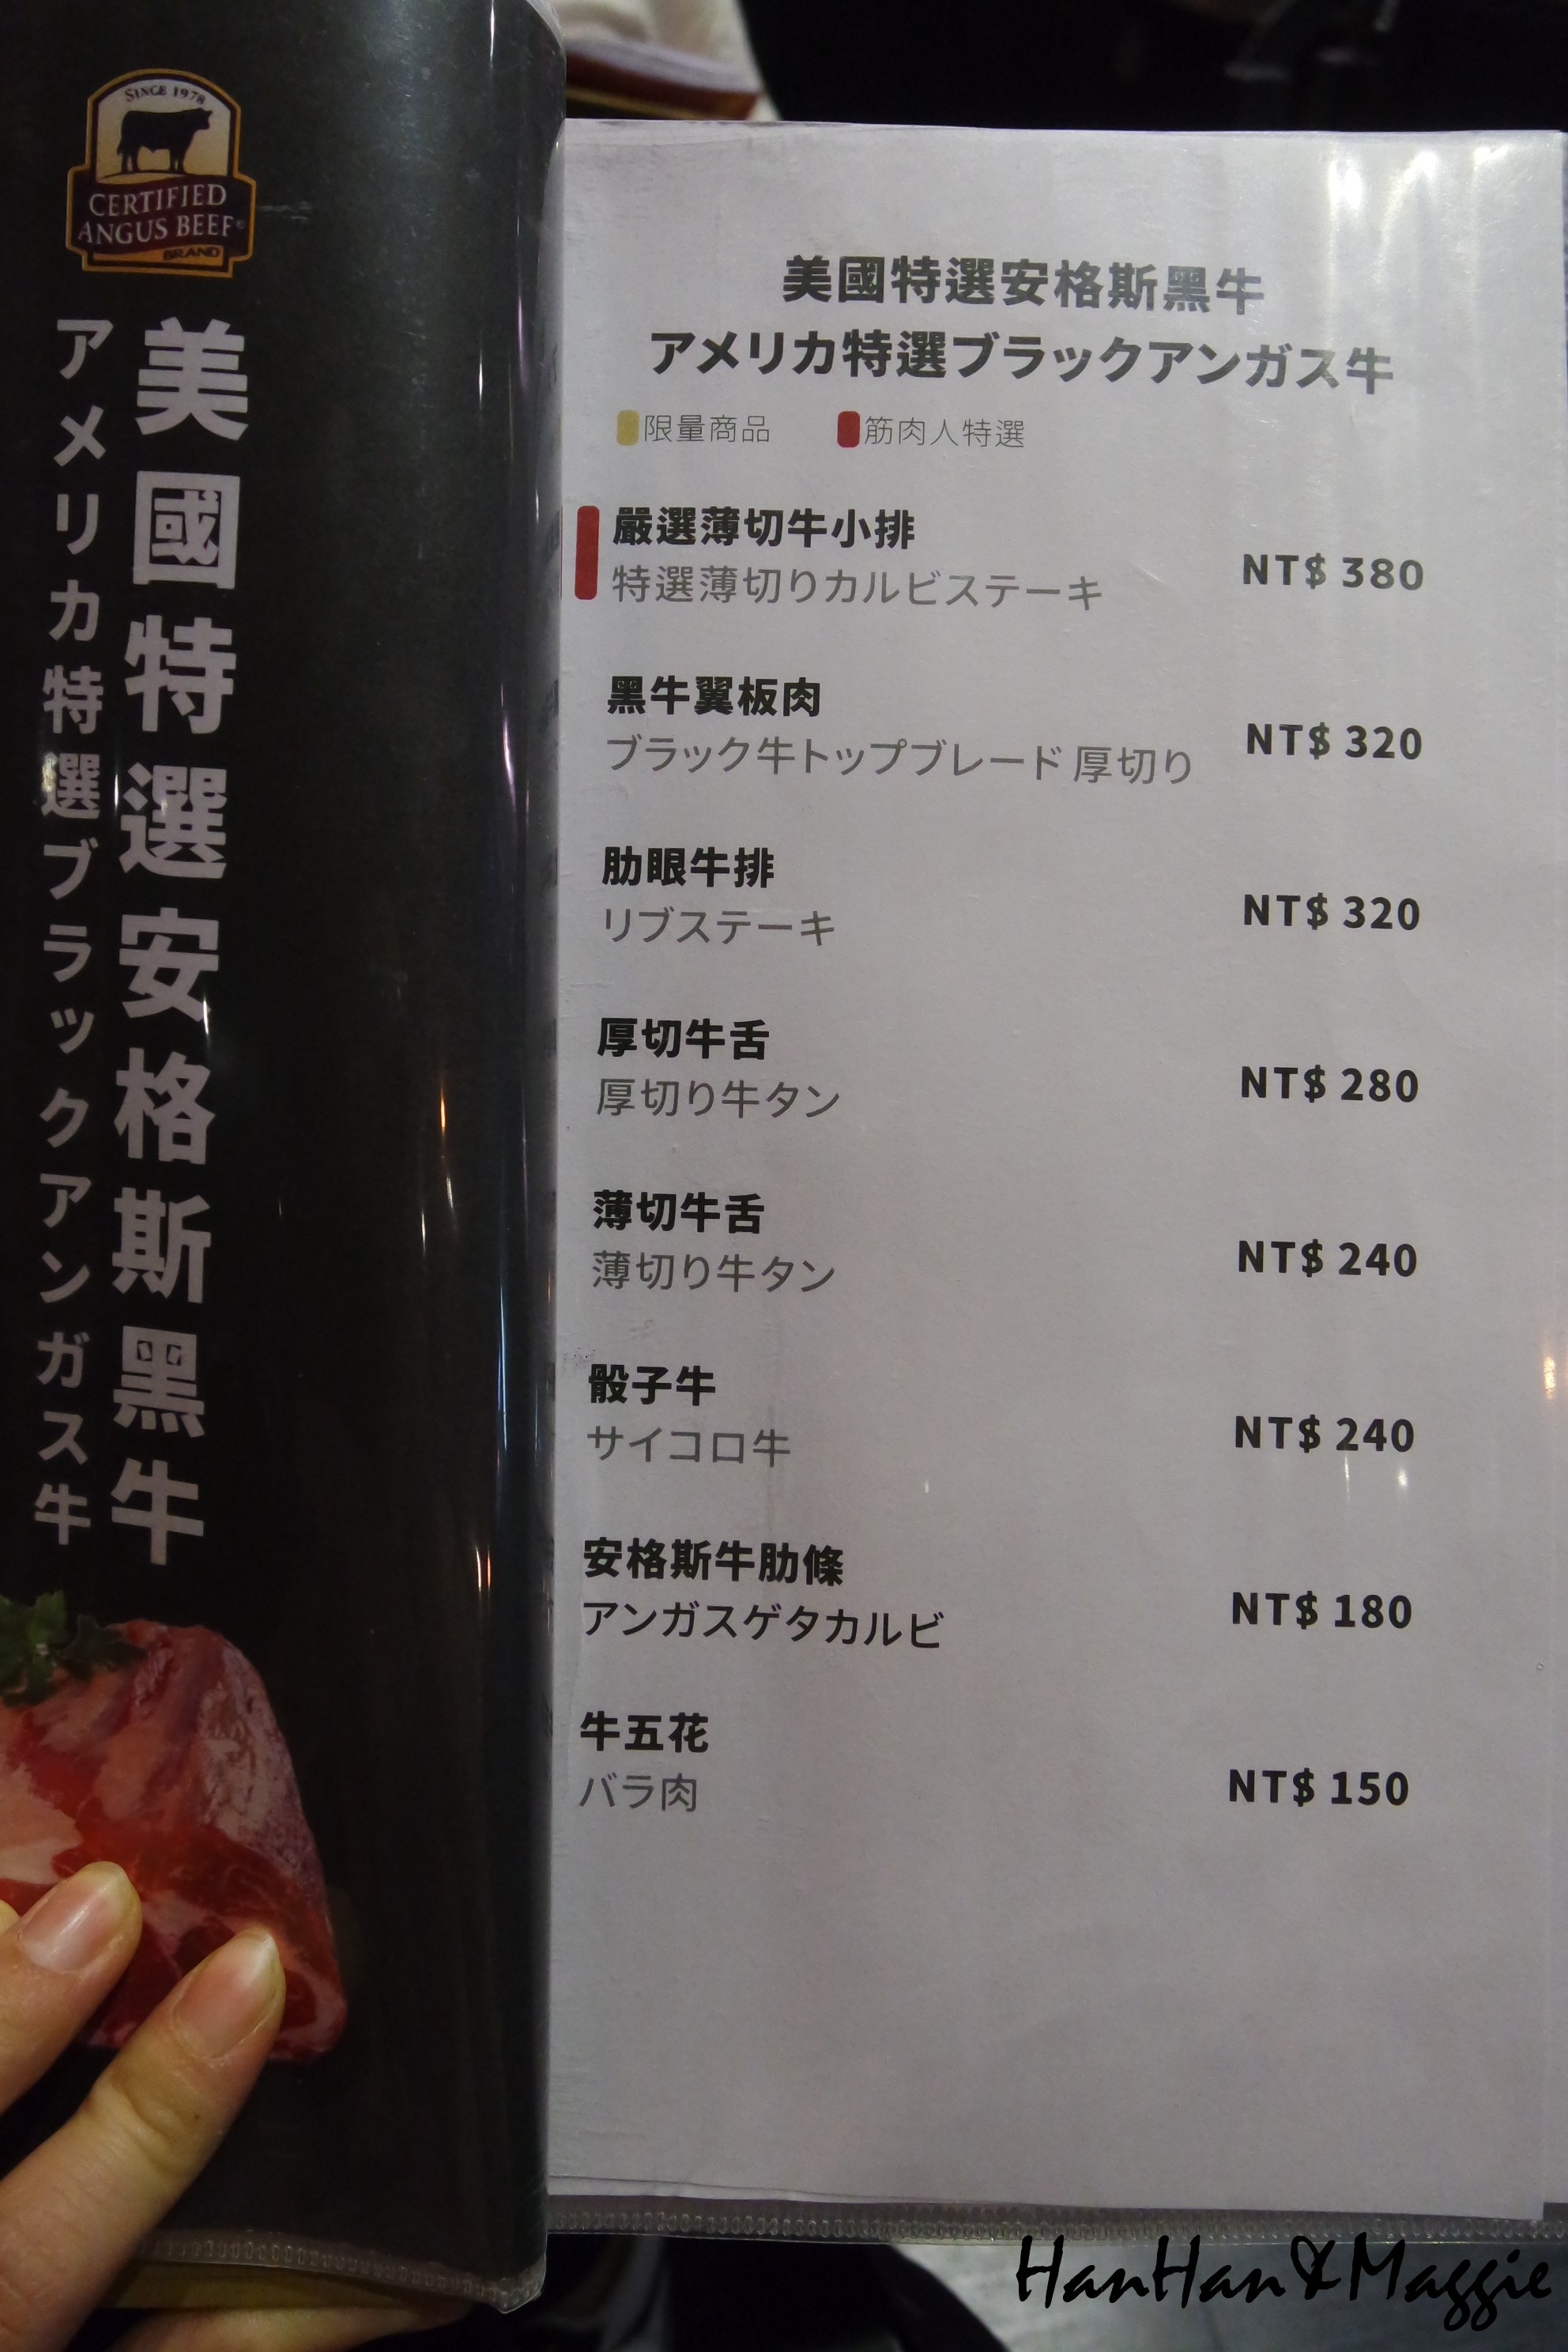 SINCE 1978
CERTIFIED
ANGUS BEEF®
BRAND
美國特選安格斯黑牛
アメリカ特選ブラックアンガス牛
美國特選安格斯黑牛
アメリカ特選ブラックアンガス牛
限量商品 筋肉人特選
嚴選薄切牛小排
特選薄切りカルビステーキ
NT$ 380
黑牛翼板肉
ブラック牛トップブレード 厚切り
NT$ 320
肋眼牛排
リブステーキ
NT$ 320
厚切牛舌
厚切り牛タン
NT$ 280
薄切牛舌
薄切り牛タン
NT$ 240
骰子牛
サイコロ牛
NT$ 240
安格斯牛肋條
アンガスゲタカルビ
NT$ 180
牛五花
バラ肉
NT$ 150
HanHan&Maggie